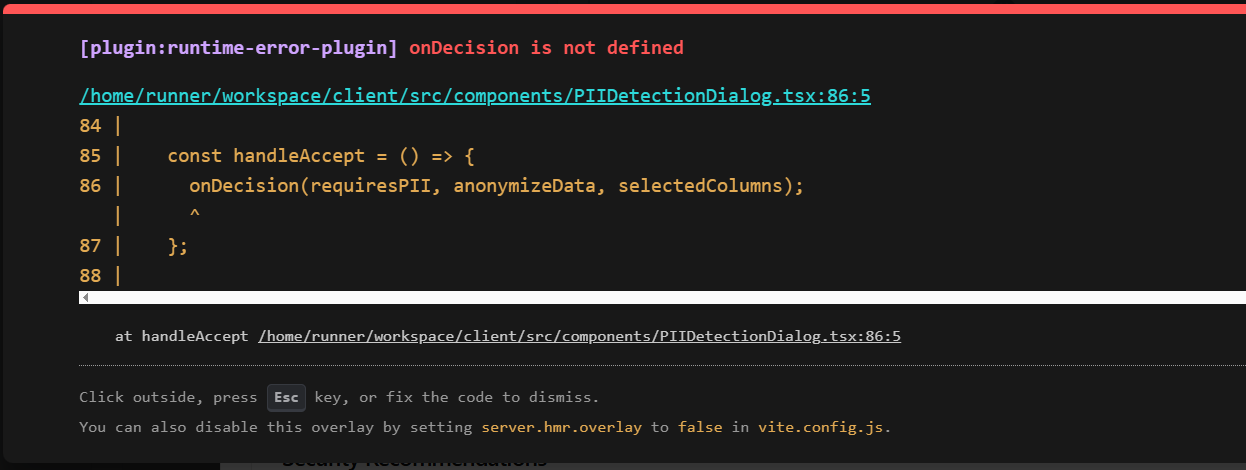 [plugin:runtime-error-plugin] onDecision is not defined
/home/runner/workspace/client/src/components/PIIDetectionDialog.tsx:86:5
84 |
85 |    const handleAccept = () => {
86 |      onDecision(requiresPII, anonymizeData, selectedColumns);
   |      ^
87 |    };
88 |
at handleAccept /home/runner/workspace/client/src/components/PIIDetectionDialog.tsx:86:5
Click outside, press Esc key, or fix the code to dismiss.
You can also disable this overlay by setting server.hmr.overlay to false in vite.config.js.
Security Recommendations